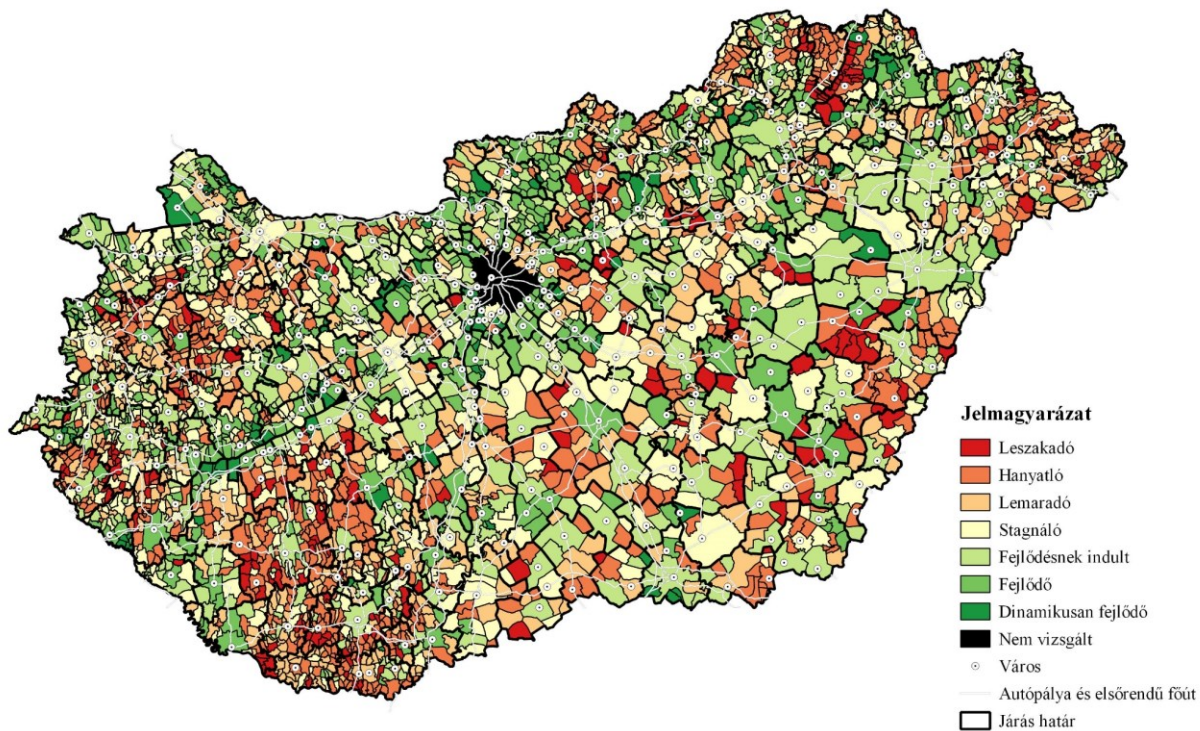 Jelmagyarázat
Leszakadó
Hanyatló
Lemaradó
Stagnáló
Fejlődésnek indult
Fejlődő
Dinamikusan fejlődő
Nem vizsgált
Város
Autópálya és elsőrendű főút
Járás határ